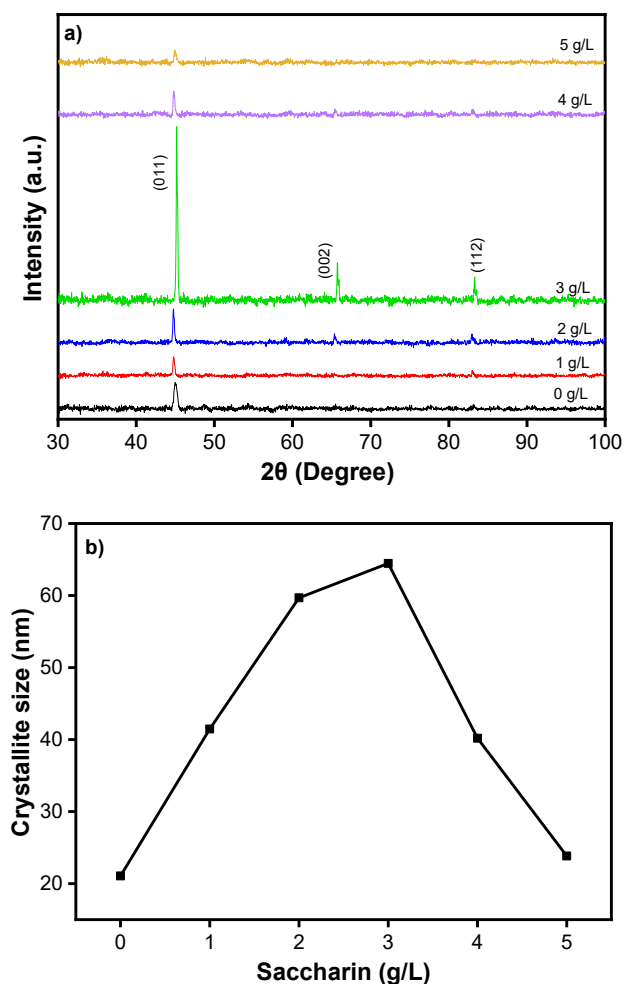 a)
5 g/L
4 g/L
(011)
(002)
(112)
3 g/L
2 g/L
1 g/L
0 g/L
Intensity (a.u.)
30 40 50 60 70 80 90 100
2θ (Degree)
b)
70
60
50
40
30
20
Crystallite size (nm)
0 1 2 3 4 5
Saccharin (g/L)